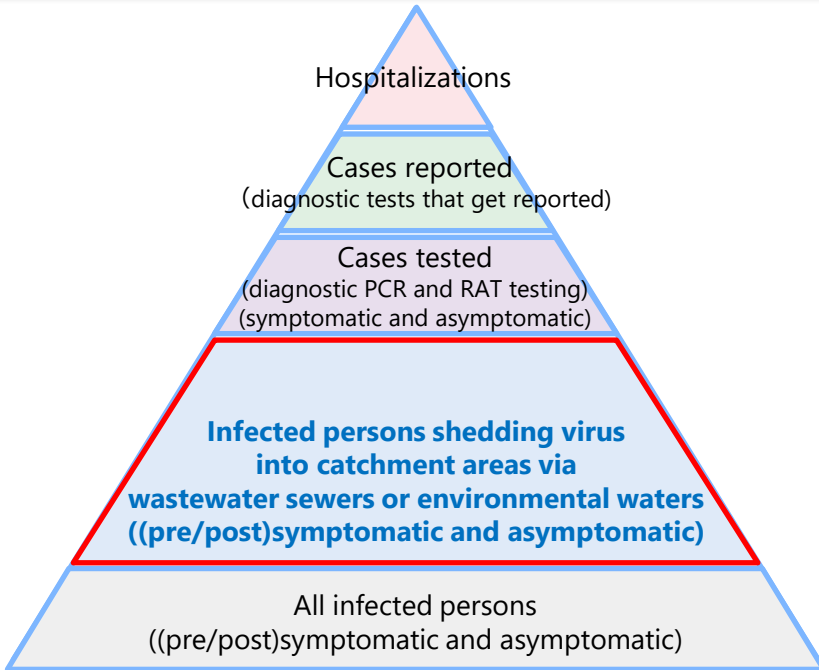 Hospitalizations
Cases reported
(diagnostic tests that get reported)
Cases tested
(diagnostic PCR and RAT testing)
(symptomatic and asymptomatic)
Infected persons shedding virus
into catchment areas via
wastewater sewers or environmental waters
((pre/post)symptomatic and asymptomatic)
All infected persons
((pre/post)symptomatic and asymptomatic)